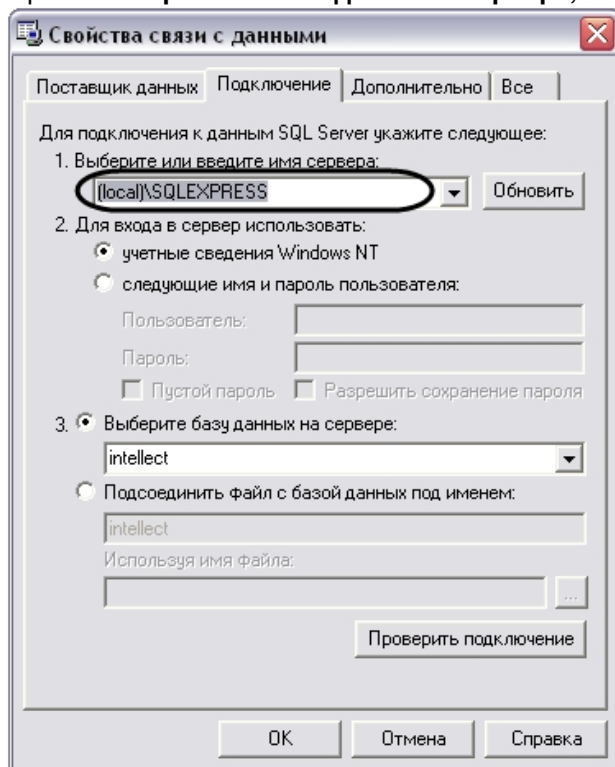 Свойства связи с данными
Поставщик данных Подключение Дополнительно Все
Для подключения к данным SQL Server укажите следующее:
1. Выберите или введите имя сервера:
(local)\SQLEXPRESS Обновить
2. Для входа в сервер использовать:
учетные сведения Windows NT
следующие имя и пароль пользователя:
Пользователь:
Пароль:
Пустой пароль Разрешить сохранение пароля
3. Выберите базу данных на сервере:
intellect
Подсоединить файл с базой данных под именем:
intellect
Используя имя файла:
...
Проверить подключение
OK Отмена Справка